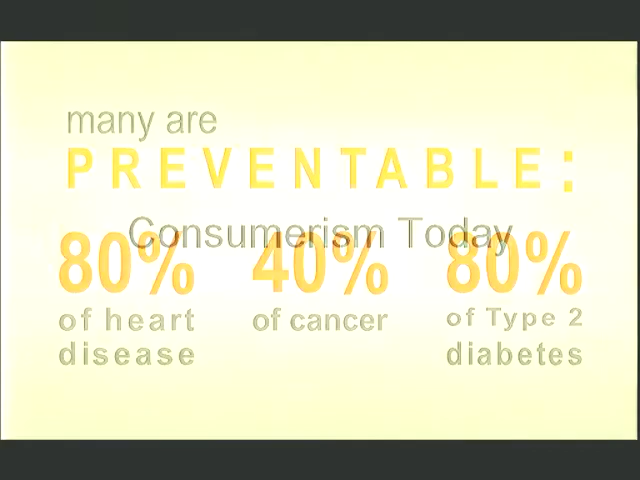 many are
PREVENTABLE:
Consumerism Today
80% 40% 80%
of heart of cancer of Type 2
disease diabetes